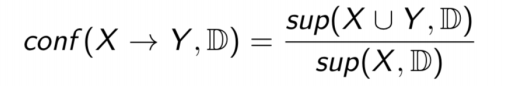 conf(X → Y, 𝔻) = sup(X ∪ Y, 𝔻) / sup(X, 𝔻)